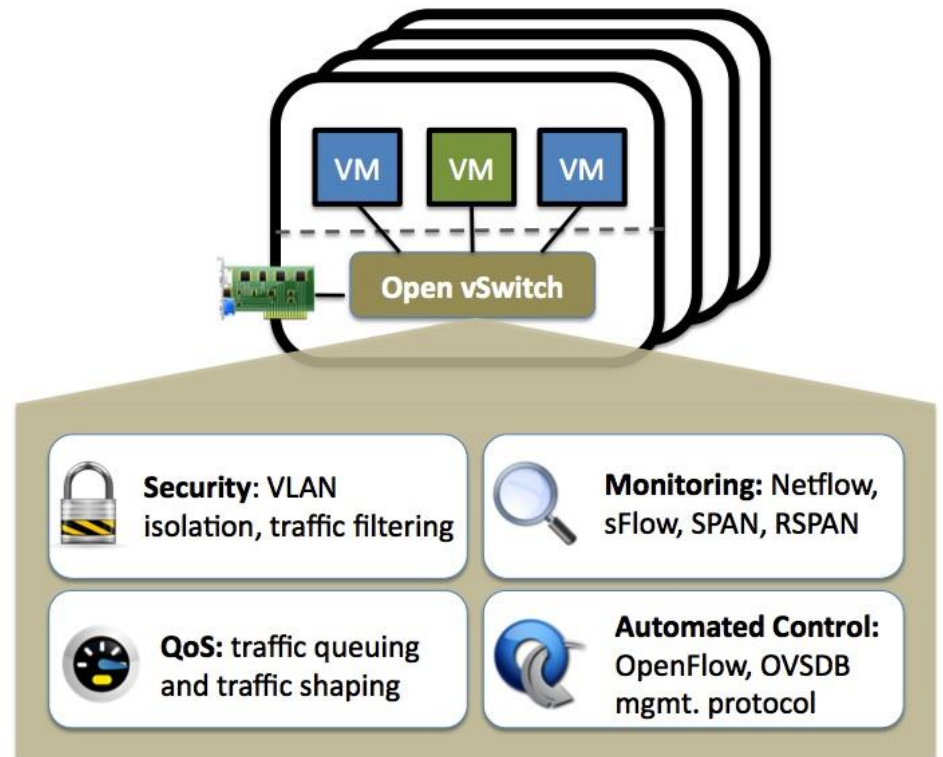 VM
VM
VM
Open vSwitch
Security: VLAN
isolation, traffic filtering
Monitoring: Netflow,
sFlow, SPAN, RSPAN
QoS: traffic queuing
and traffic shaping
Automated Control:
OpenFlow, OVSDB
mgmt. protocol